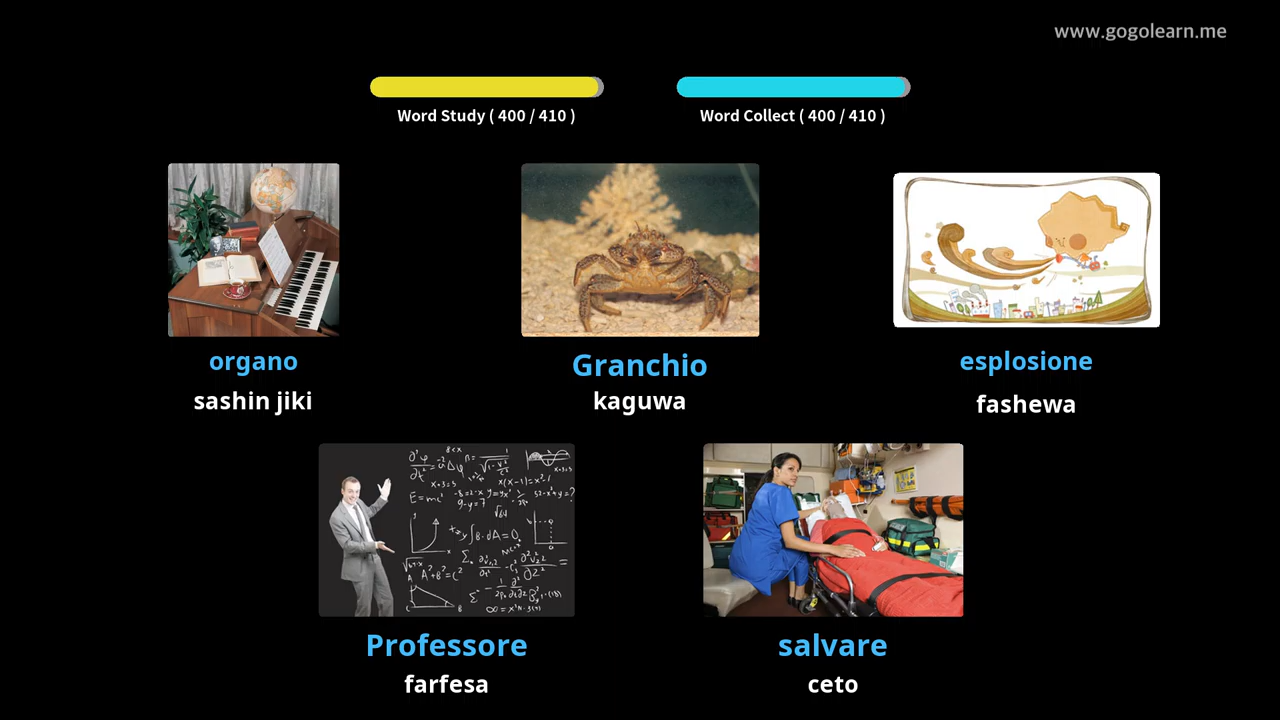 www.gogolearn.me
Word Study ( 400 / 410 )
Word Collect ( 400 / 410 )
organo
sashin jiki
Granchio
kaguwa
esplosione
fashewa
Professore
farfesa
salvare
ceto